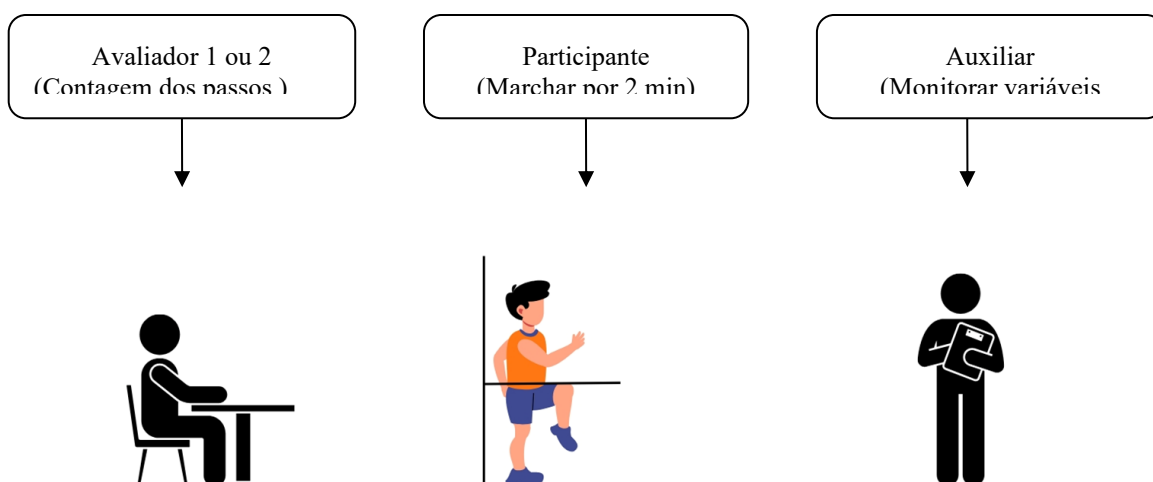 Avaliador 1 ou 2
(Contagem dos passos )
Participante
(Marchar por 2 min)
Auxiliar
(Monitorar variáveis